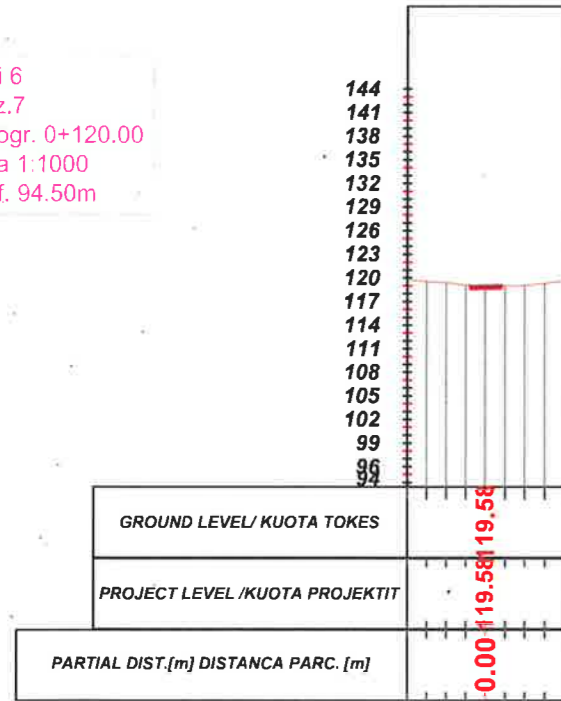 i 6
z.7
ogr. 0+120.00
a 1:1000
f. 94.50m
144
141
138
135
132
129
126
123
120
117
114
111
108
105
102
99
96
94
GROUND LEVEL/ KUOTA TOKES
119.58
PROJECT LEVEL /KUOTA PROJEKTIT
119.58
PARTIAL DIST.[m] DISTANCA PARC. [m]
0.00